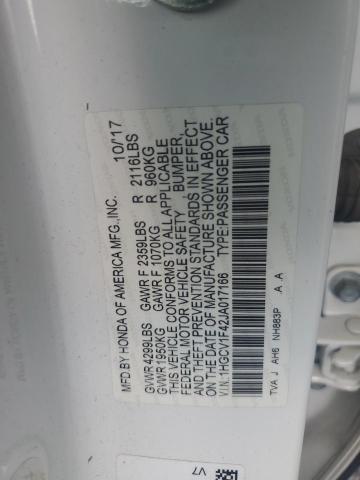 MFD BY HONDA OF AMERICA MFG.,INC. 10/17
GVWR 4299LBS GAWR F 2359LBS R 2116LBS
GVWR 1950KG GAWR F 1070KG R 960KG
THIS VEHICLE CONFORMS TO ALL APPLICABLE
FEDERAL MOTOR VEHICLE SAFETY , BUMPER,
AND THEFT PREVENTION STANDARDS IN EFFECT
ON THE DATE OF MANUFACTURE SHOWN ABOVE.
V.I.N. 1HGCV1F42JA017166 TYPE:PASSENGER CAR
TVA J AH6 NH883P A A
V7